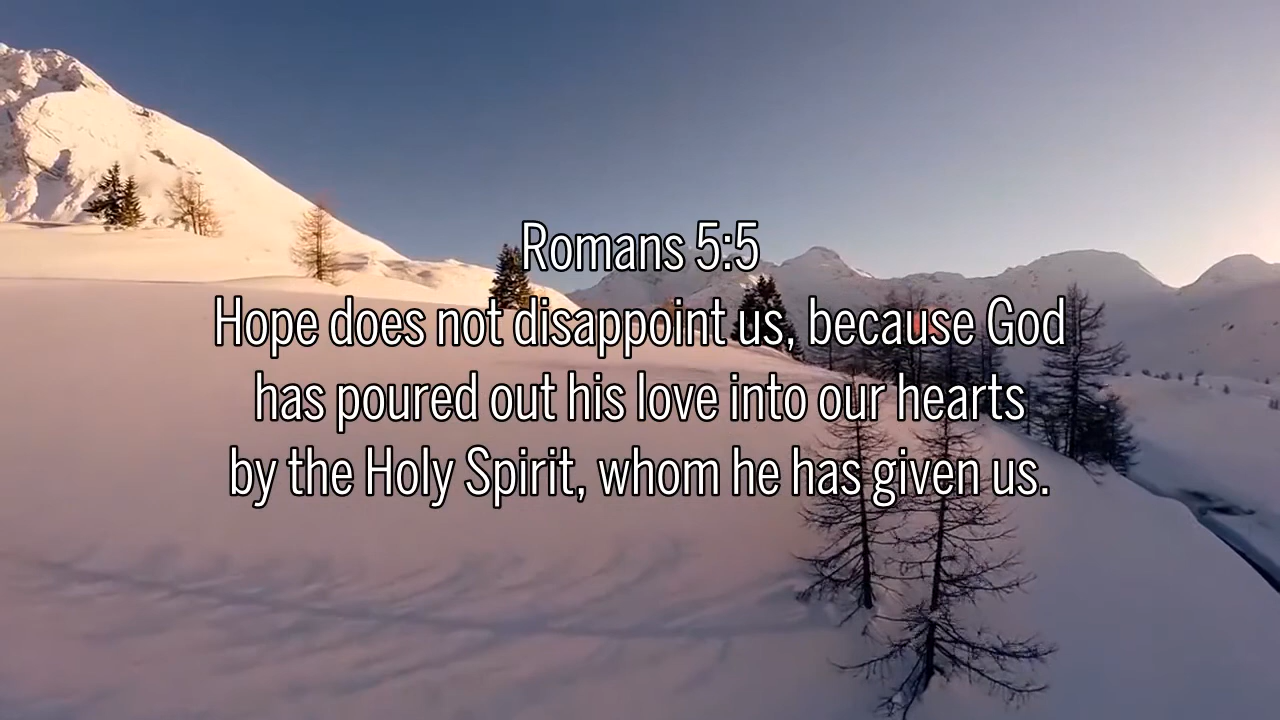 Romans 5:5
Hope does not disappoint us, because God
has poured out his love into our hearts
by the Holy Spirit, whom he has given us.